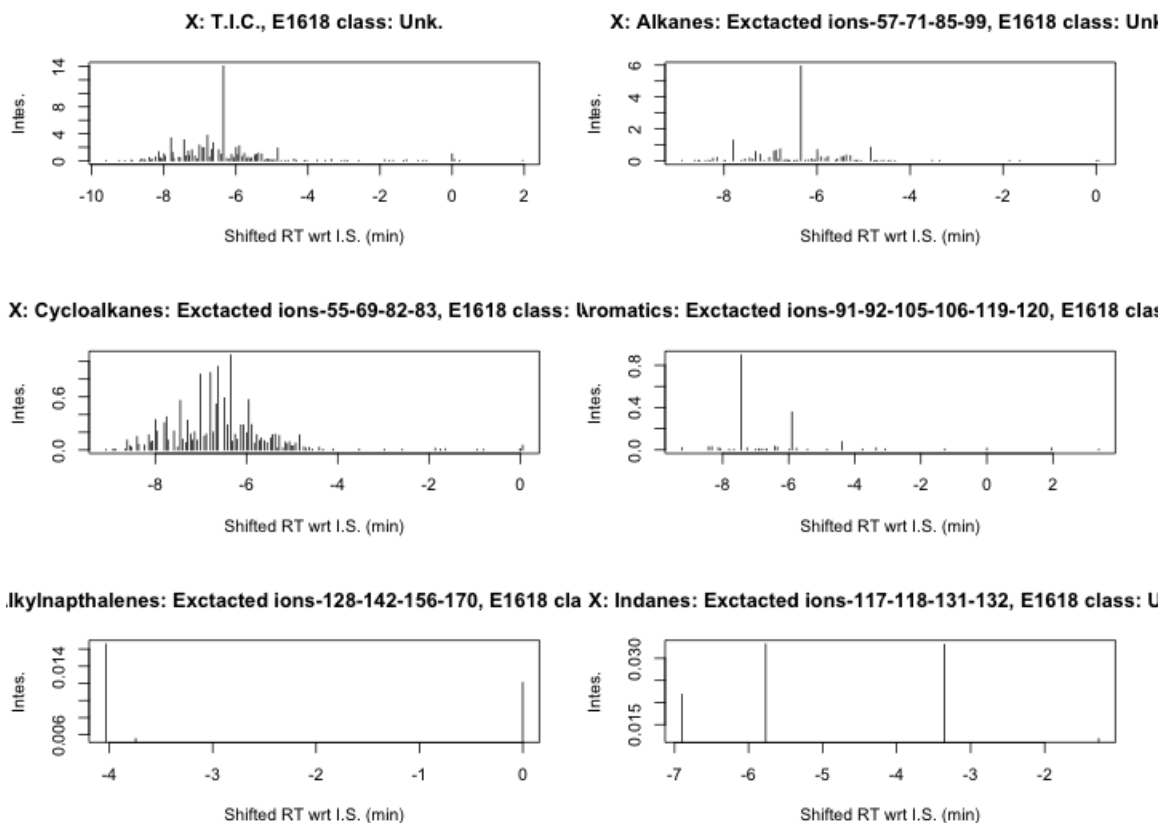 X: T.I.C., E1618 class: Unk.
Intes.
14
8
4
0
-10 -8 -6 -4 -2 0 2
Shifted RT wrt I.S. (min)
X: Alkanes: Exctacted ions-57-71-85-99, E1618 class: Unk
Intes.
6
4
2
0
-8 -6 -4 -2 0
Shifted RT wrt I.S. (min)
X: Cycloalkanes: Exctacted ions-55-69-82-83, E1618 class:
Intes.
0.6
0.0
-8 -6 -4 -2 0
Shifted RT wrt I.S. (min)
romatics: Exctacted ions-91-92-105-106-119-120, E1618 clas
Intes.
0.8
0.4
0.0
-8 -6 -4 -2 0 2
Shifted RT wrt I.S. (min)
lkylnapthalenes: Exctacted ions-128-142-156-170, E1618 cla
Intes.
0.014
0.006
-4 -3 -2 -1 0
Shifted RT wrt I.S. (min)
X: Indanes: Exctacted ions-117-118-131-132, E1618 class: U
Intes.
0.030
0.015
-7 -6 -5 -4 -3 -2
Shifted RT wrt I.S. (min)